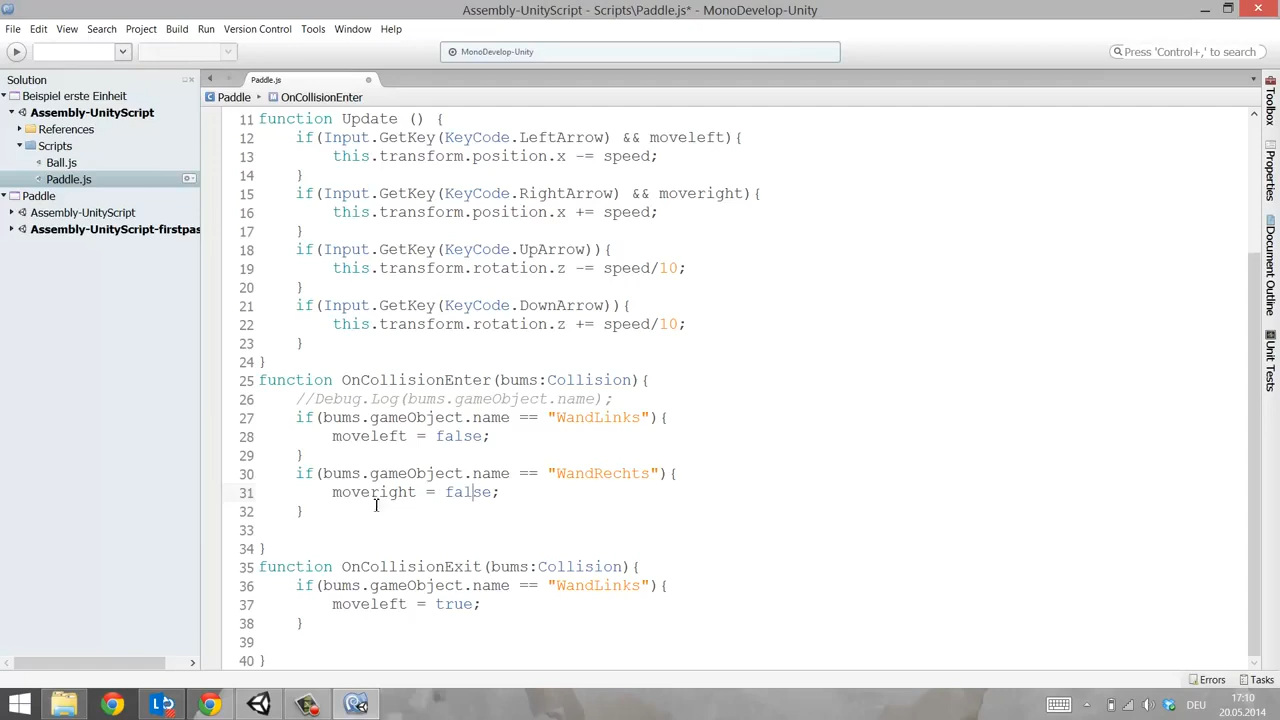 Assembly-UnityScript - Scripts\Paddle.js* - MonoDevelop-Unity
File Edit View Search Project Build Run Version Control Tools Window Help
MonoDevelop-Unity
Press 'Control+,' to search
Solution
Beispiel erste Einheit
Assembly-UnityScript
References
Scripts
Ball.js
Paddle.js
Paddle
Assembly-UnityScript
Assembly-UnityScript-firstpas
Paddle.js
Paddle OnCollisionEnter
11 function Update () {
12 if(Input.GetKey(KeyCode.LeftArrow) && moveleft){
13 this.transform.position.x -= speed;
14 }
15 if(Input.GetKey(KeyCode.RightArrow) && moveright){
16 this.transform.position.x += speed;
17 }
18 if(Input.GetKey(KeyCode.UpArrow)){
19 this.transform.rotation.z -= speed/10;
20 }
21 if(Input.GetKey(KeyCode.DownArrow)){
22 this.transform.rotation.z += speed/10;
23 }
24 }
25 function OnCollisionEnter(bums:Collision){
26 //Debug.Log(bums.gameObject.name);
27 if(bums.gameObject.name == "WandLinks"){
28 moveleft = false;
29 }
30 if(bums.gameObject.name == "WandRechts"){
31 moveright = false;
32 }
33
34 }
35 function OnCollisionExit(bums:Collision){
36 if(bums.gameObject.name == "WandLinks"){
37 moveleft = true;
38 }
39
40 }
Toolbox
Properties
Document Outline
Unit Tests
Errors Tasks
DEU
17:10
20.05.2014